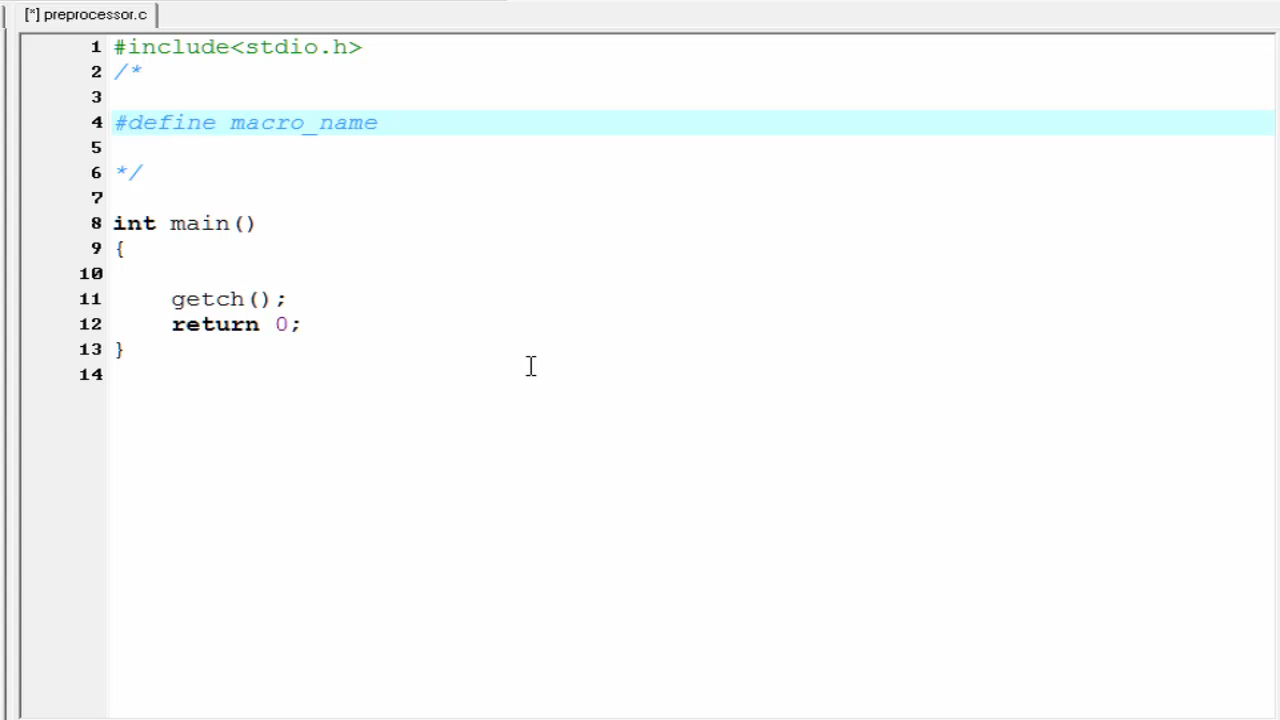 [*] preprocessor.c
1 #include<stdio.h>
2 /*
3
4 #define macro_name
5
6 */
7
8 int main()
9 {
10
11 getch();
12 return 0;
13 }
14